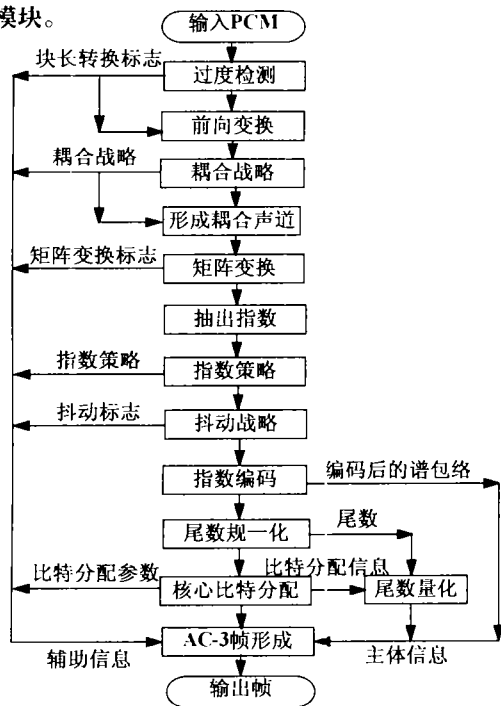 模块。
输入PCM
块长转换标志
过度检测
前向变换
耦合战略
耦合战略
形成耦合声道
矩阵变换标志
矩阵变换
抽出指数
指数策略
指数策略
抖动标志
抖动战略
指数编码
编码后的谱包络
尾数规一化
尾数
比特分配参数
核心比特分配
比特分配信息
尾数量化
辅助信息
AC-3帧形成
主体信息
输出帧